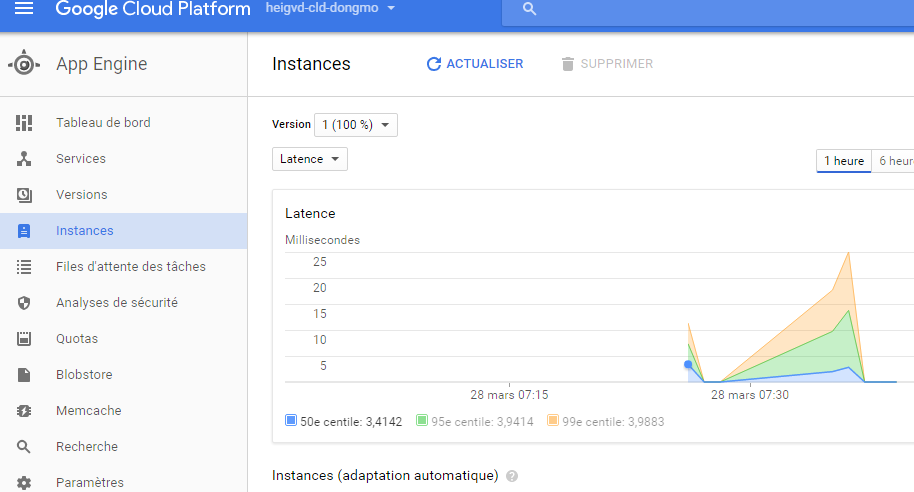 Google Cloud Platform heigvd-cld-dongmo
App Engine
Instances ACTUALISER SUPPRIMER
Tableau de bord
Services
Versions
Instances
Files d'attente des tâches
Analyses de sécurité
Quotas
Blobstore
Memcache
Recherche
Paramètres
Version 1 (100 %)
Latence
1 heure 6 heur
Latence
Millisecondes
25
20
15
10
5
28 mars 07:15 28 mars 07:30
50e centile: 3,4142 95e centile: 3,9414 99e centile: 3,9883
Instances (adaptation automatique) ?